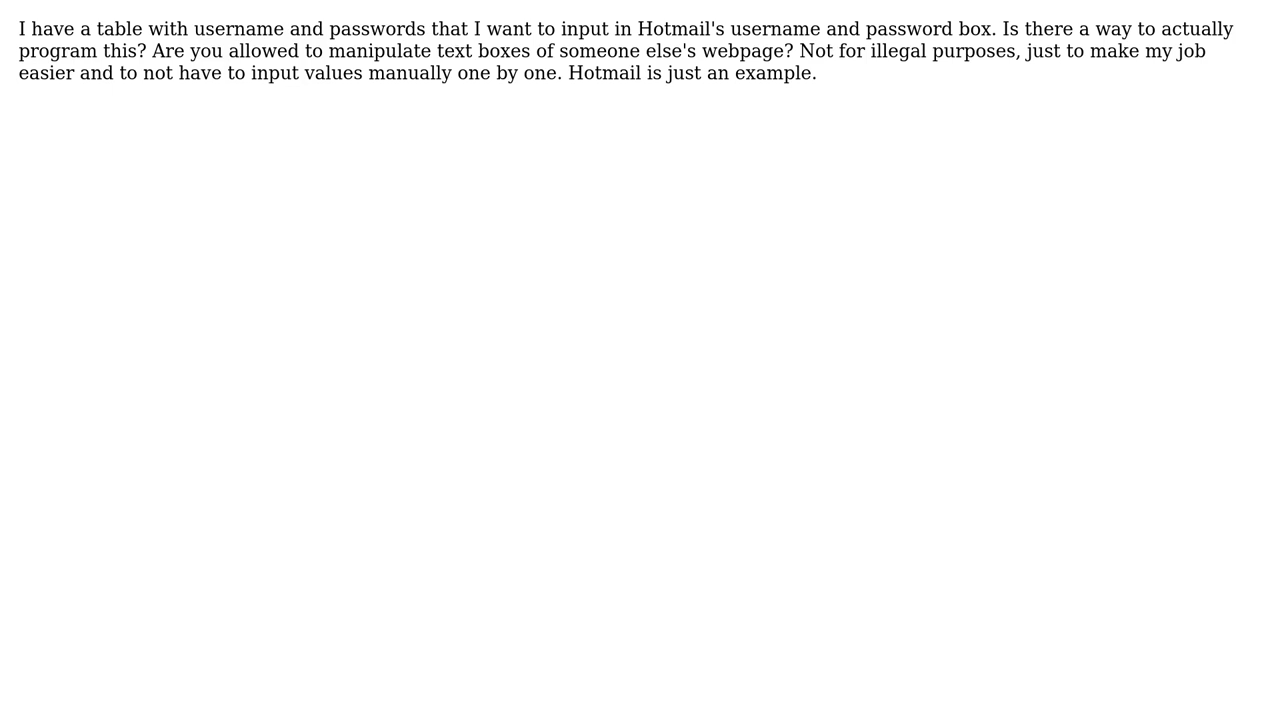 I have a table with username and passwords that I want to input in Hotmail's username and password box. Is there a way to actually
program this? Are you allowed to manipulate text boxes of someone else's webpage? Not for illegal purposes, just to make my job
easier and to not have to input values manually one by one. Hotmail is just an example.